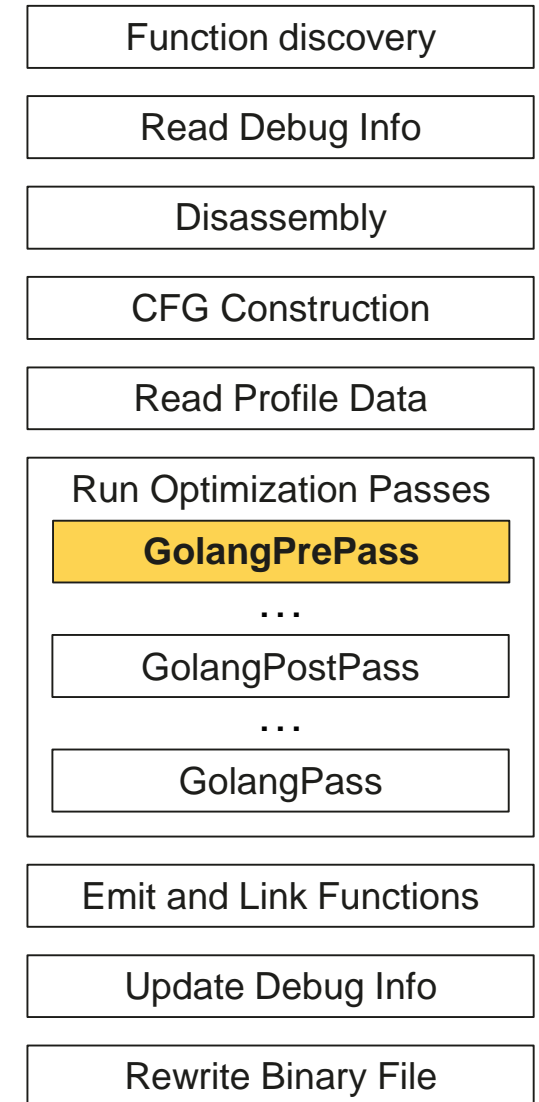 Function discovery
Read Debug Info
Disassembly
CFG Construction
Read Profile Data
Run Optimization Passes
GolangPrePass
...
GolangPostPass
...
GolangPass
Emit and Link Functions
Update Debug Info
Rewrite Binary File